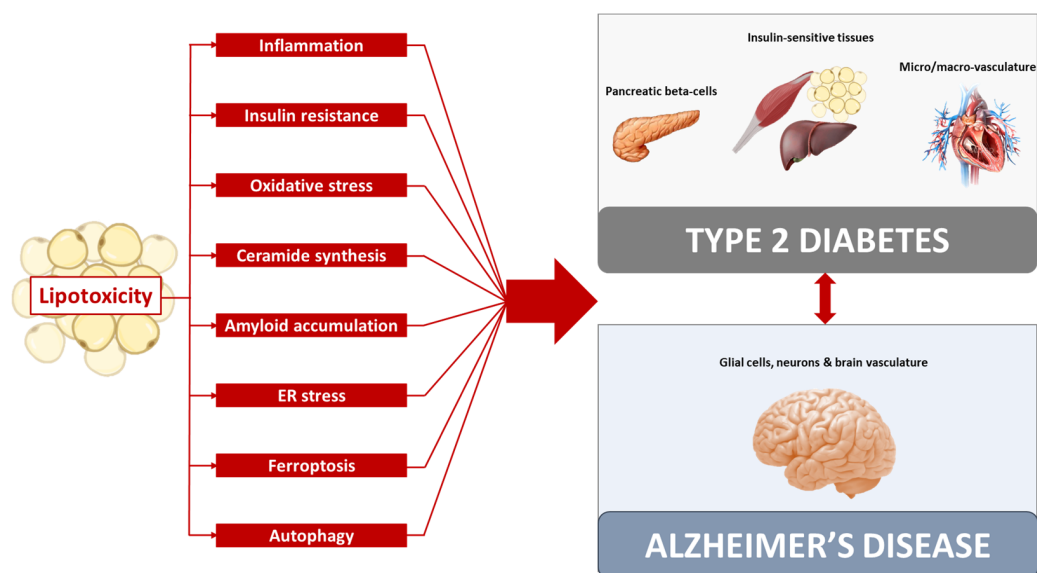 Lipotoxicity
Inflammation
Insulin resistance
Oxidative stress
Ceramide synthesis
Amyloid accumulation
ER stress
Ferroptosis
Autophagy
Insulin-sensitive tissues
Pancreatic beta-cells
Micro/macro-vasculature
TYPE 2 DIABETES
Glial cells, neurons & brain vasculature
ALZHEIMER’S DISEASE